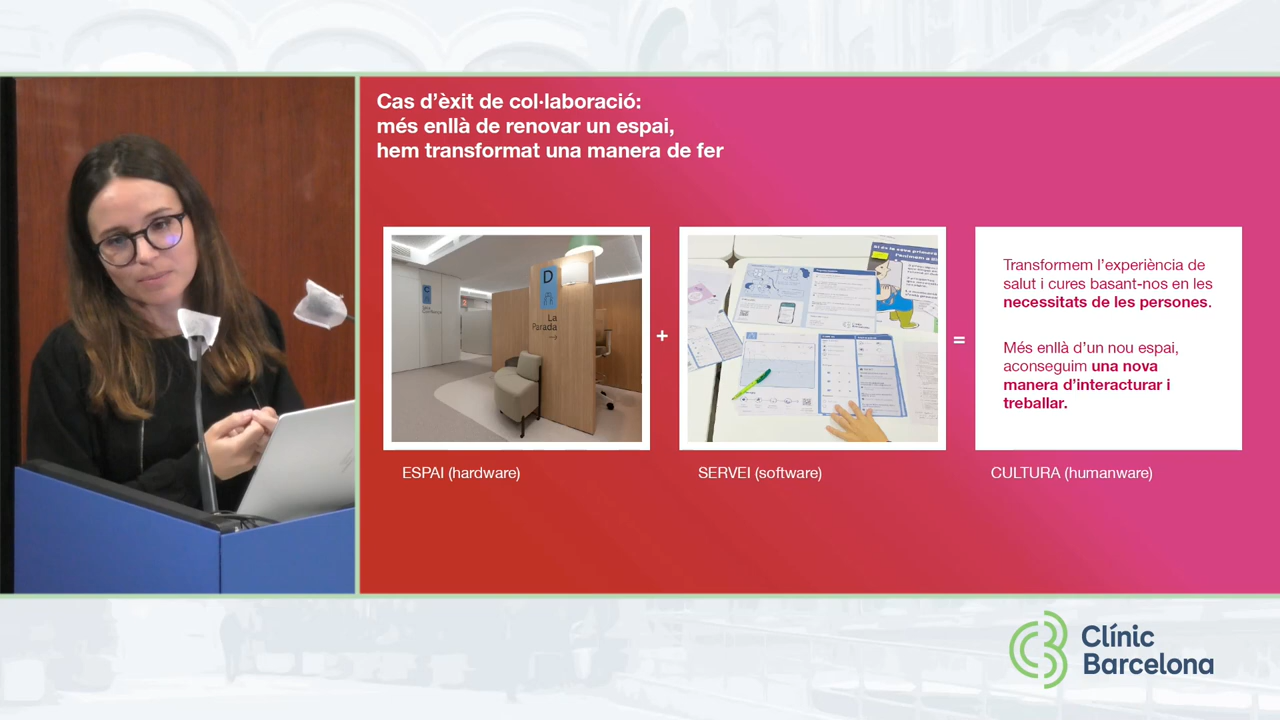 Cas d’èxit de col·laboració:
més enllà de renovar un espai,
hem transformat una manera de fer
D
La
Parada
→
C
Clínic
Barcelona
+
=
Transformem l’experiència de
salut i cures basant-nos en les
necessitats de les persones.
Més enllà d’un nou espai,
aconseguim una nova
manera d’interacturar i
treballar.
ESPAI (hardware)
SERVEI (software)
CULTURA (humanware)
Clínic
Barcelona